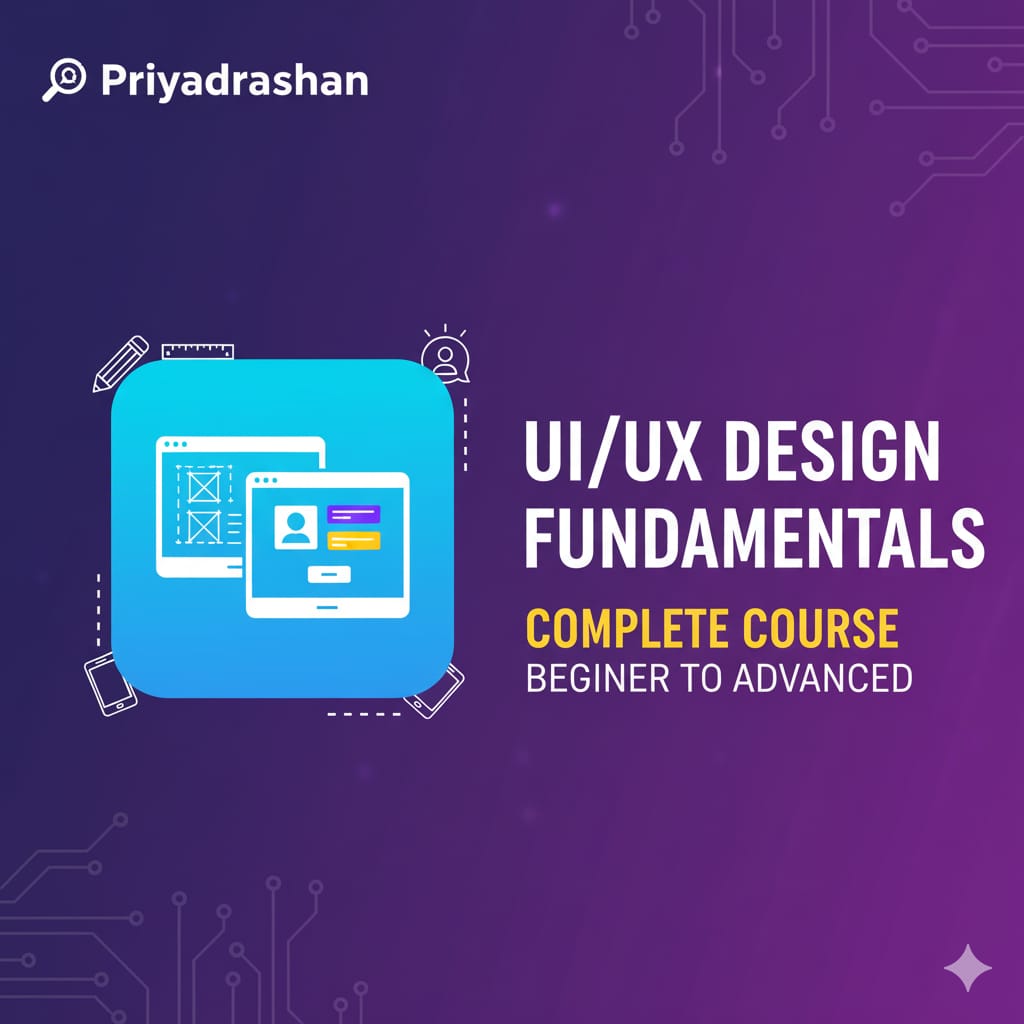 Priyadrashan
UI/UX DESIGN
FUNDAMENTALS
COMPLETE COURSE
BEGINER TO ADVANCED